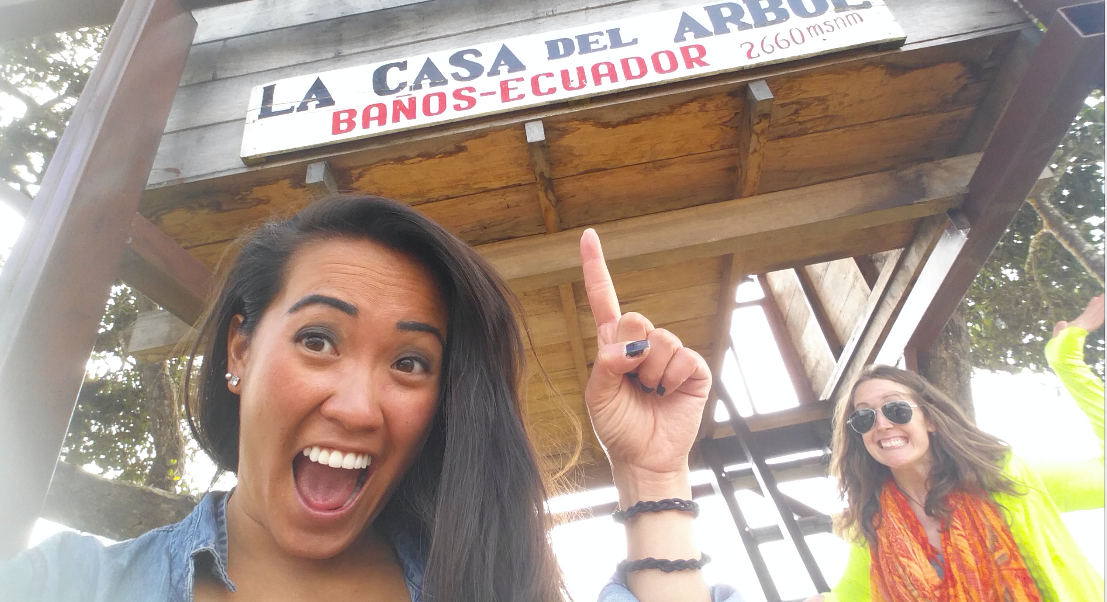 LA CASA DEL ARBOL
BAÑOS-ECUADOR 2660msnm